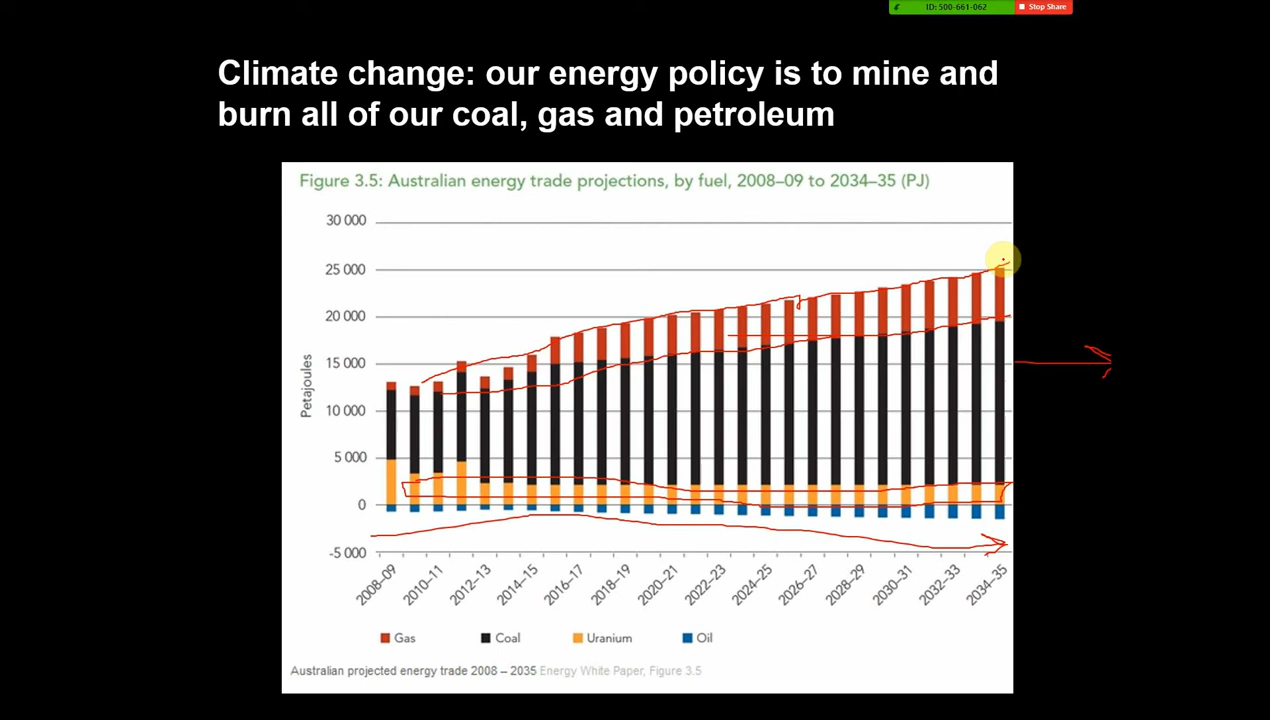 ID: 500-661-062 Stop Share
Climate change: our energy policy is to mine and
burn all of our coal, gas and petroleum
Figure 3.5: Australian energy trade projections, by fuel, 2008–09 to 2034–35 (PJ)
30 000
25 000
20 000
15 000
10 000
5 000
0
-5 000
Petajoules
2008–09 2010–11 2012–13 2014–15 2016–17 2018–19 2020–21 2022–23 2024–25 2026–27 2028–29 2030–31 2032–33 2034–35
Gas Coal Uranium Oil
Australian projected energy trade 2008 – 2035 Energy White Paper, Figure 3.5